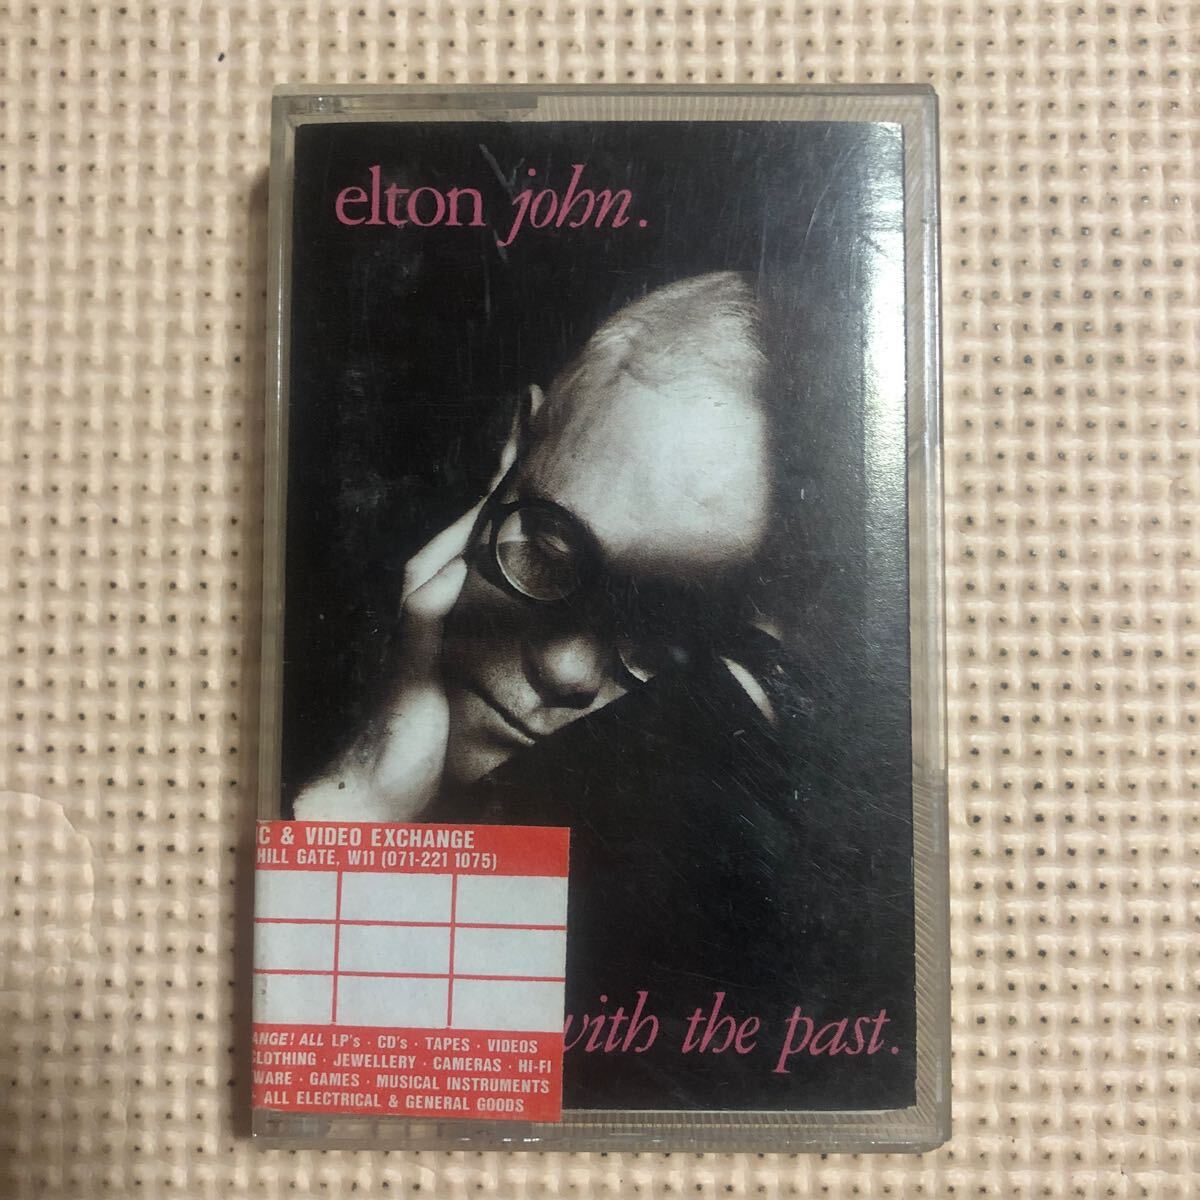 elton john.
IC & VIDEO EXCHANGE
HILL GATE, W11 (071-221 1075)
with the past.
ANGE! ALL LP's · CD's · TAPES · VIDEOS
CLOTHING · JEWELLERY · CAMERAS · HI-FI
WARE · GAMES · MUSICAL INSTRUMENTS
ALL ELECTRICAL & GENERAL GOODS